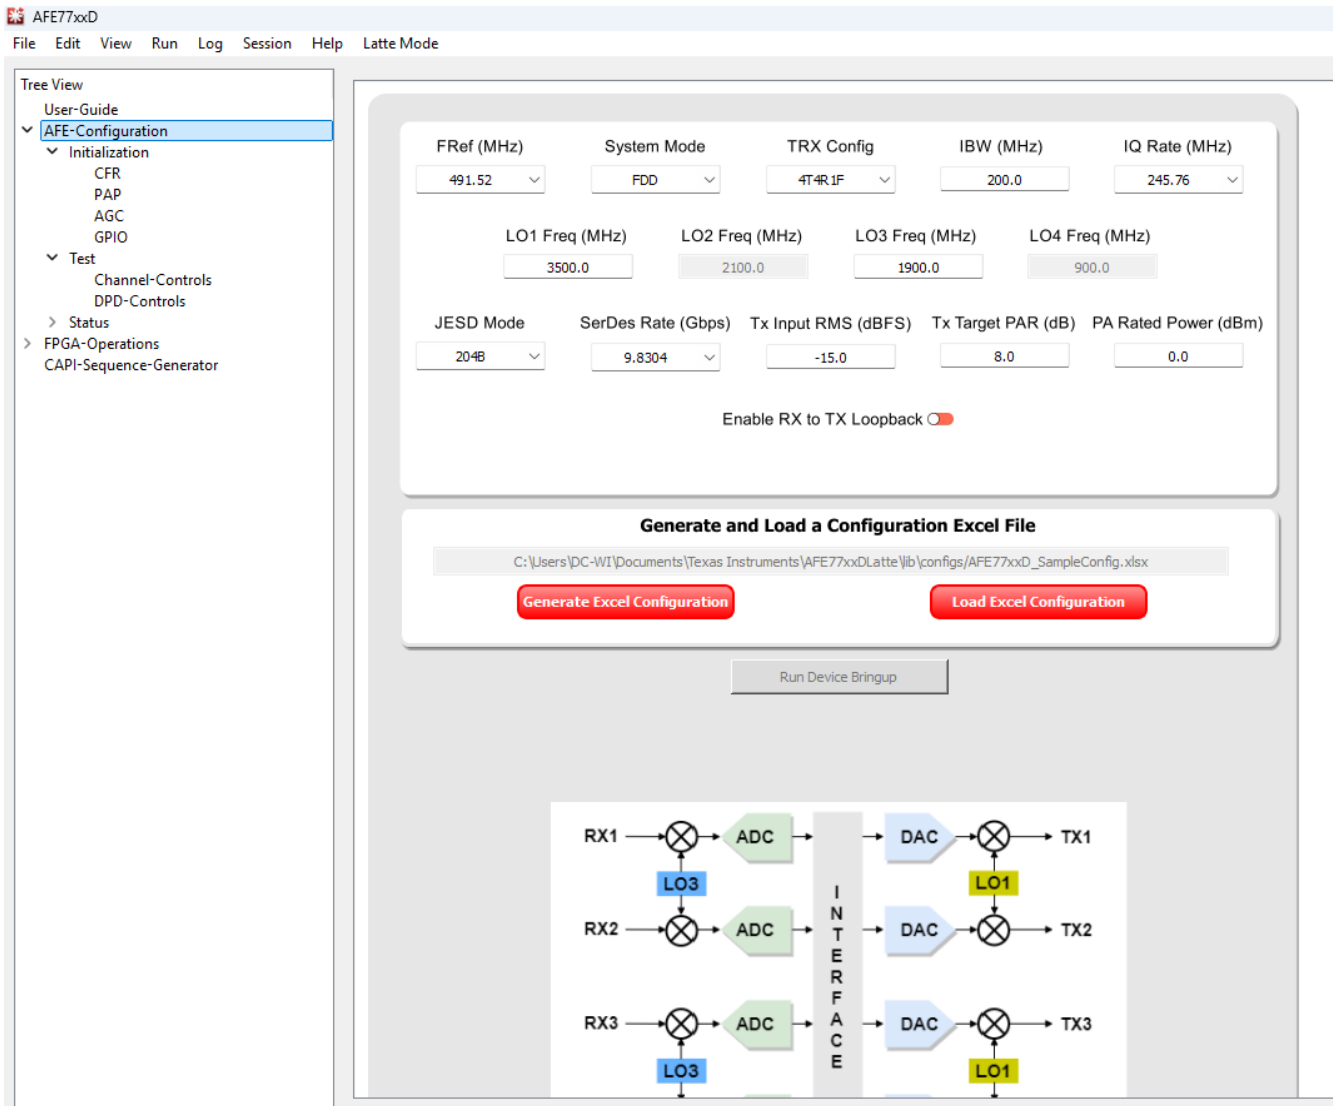 AFE77xxD
File Edit View Run Log Session Help Latte Mode
Tree View
User-Guide
AFE-Configuration
Initialization
CFR
PAP
AGC
GPIO
Test
Channel-Controls
DPD-Controls
Status
FPGA-Operations
CAPI-Sequence-Generator
FRef (MHz) System Mode TRX Config IBW (MHz) IQ Rate (MHz)
491.52 FDD 4T4R1F 200.0 245.76
LO1 Freq (MHz) LO2 Freq (MHz) LO3 Freq (MHz) LO4 Freq (MHz)
3500.0 2100.0 1900.0 900.0
JESD Mode SerDes Rate (Gbps) Tx Input RMS (dBFS) Tx Target PAR (dB) PA Rated Power (dBm)
204B 9.8304 -15.0 8.0 0.0
Enable RX to TX Loopback
Generate and Load a Configuration Excel File
C:\Users\DC-WI\Documents\Texas Instruments\AFE77xxDLatte\lib\configs/AFE77xxD_SampleConfig.xlsx
Generate Excel Configuration Load Excel Configuration
Run Device Bringup
RX1 ADC DAC TX1
LO3 LO1
RX2 ADC DAC TX2
INTERFACE
RX3 ADC DAC TX3
LO3 LO1